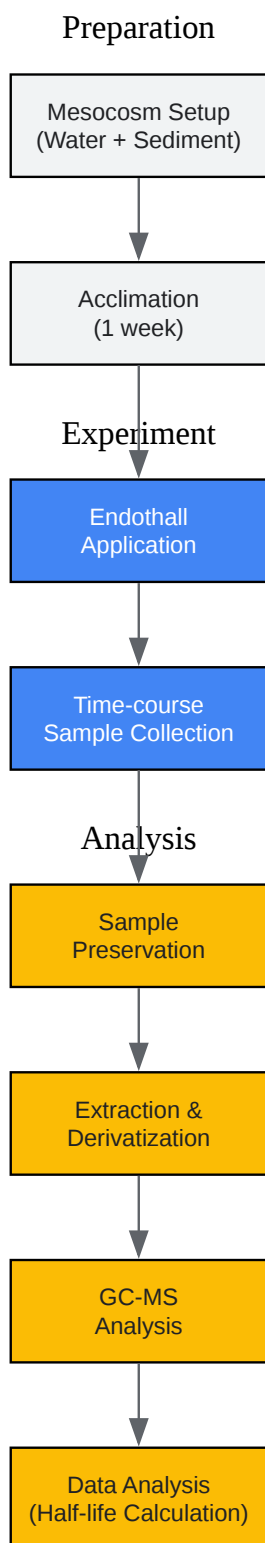 Preparation
Mesocosm Setup
(Water + Sediment)
Acclimation
(1 week)
Experiment
Endothall
Application
Time-course
Sample Collection
Analysis
Sample
Preservation
Extraction &
Derivatization
GC-MS
Analysis
Data Analysis
(Half-life Calculation)